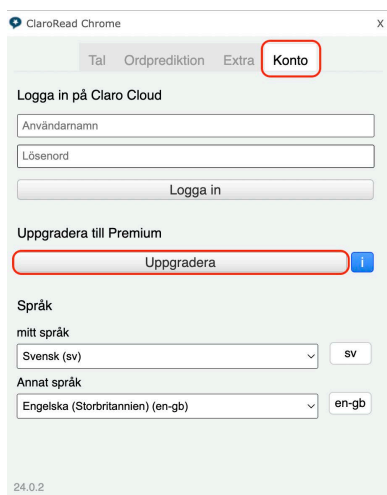 ClaroRead Chrome X
Tal Ordprediktion Extra Konto
Logga in på Claro Cloud
Användarnamn
Lösenord
Logga in
Uppgradera till Premium
Uppgradera i
Språk
mitt språk
Svensk (sv) sv
Annat språk
Engelska (Storbritannien) (en-gb) en-gb
24.0.2